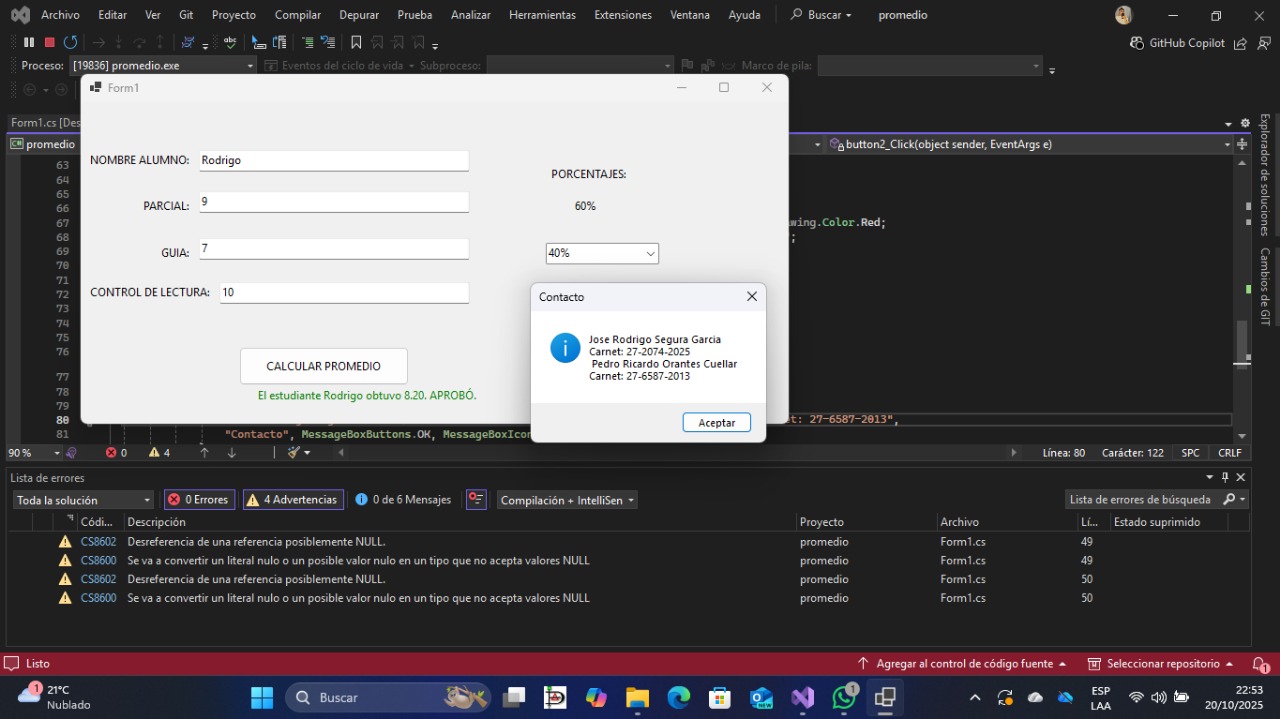 Archivo Editar Ver Git Proyecto Compilar Depurar Prueba Analizar Herramientas Extensiones Ventana Ayuda Buscar promedio
GitHub Copilot
Proceso: [19836] promedio.exe Eventos del ciclo de vida Subproceso: Marco de pila:
Form1
Form1.cs [Des
promedio button2_Click(object sender, EventArgs e)
Explorador de soluciones
Cambios de GIT
63
64
65
66
67 wing.Color.Red;
68 ;
69
70
71
72
73
74
75
76
77
78
79
80 et: 27-6587-2013",
81 "Contacto", MessageBoxButtons.OK, MessageBoxIcon
NOMBRE ALUMNO: Rodrigo
PORCENTAJES:
PARCIAL: 9 60%
GUIA: 7 40%
CONTROL DE LECTURA: 10
CALCULAR PROMEDIO
El estudiante Rodrigo obtuvo 8.20. APROBÓ.
Contacto
Jose Rodrigo Segura Garcia
Carnet: 27-2074-2025
Pedro Ricardo Orantes Cuellar
Carnet: 27-6587-2013
Aceptar
90 % 0 4 Línea: 80 Carácter: 122 SPC CRLF
Lista de errores
Toda la solución 0 Errores 4 Advertencias 0 de 6 Mensajes Compilación + IntelliSen Lista de errores de búsqueda
Códi... Descripción Proyecto Archivo Lí... Estado suprimido
CS8602 Desreferencia de una referencia posiblemente NULL. promedio Form1.cs 49
CS8600 Se va a convertir un literal nulo o un posible valor nulo en un tipo que no acepta valores NULL promedio Form1.cs 49
CS8602 Desreferencia de una referencia posiblemente NULL. promedio Form1.cs 50
CS8600 Se va a convertir un literal nulo o un posible valor nulo en un tipo que no acepta valores NULL promedio Form1.cs 50
Listo Agregar al control de código fuente Seleccionar repositorio 1
1 21°C
Nublado
Buscar
NEW
1
ESP
LAA
22:53
20/10/2025